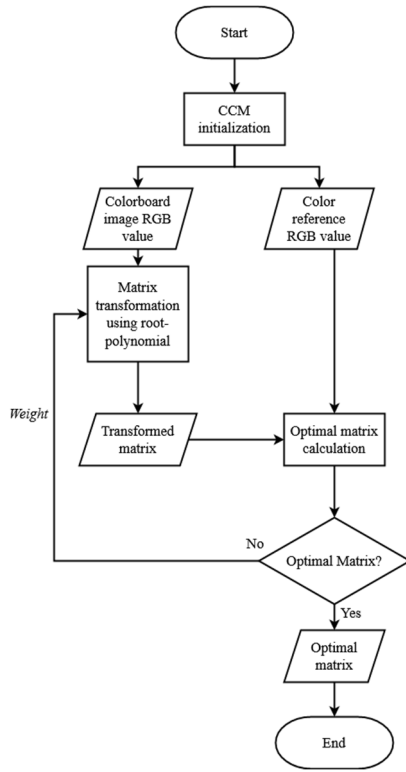 Start
CCM
initialization
Colorboard
image RGB
value
Color
reference
RGB value
Matrix
transformation
using root-
polynomial
Weight
Transformed
matrix
Optimal matrix
calculation
No
Optimal Matrix?
Yes
Optimal
matrix
End